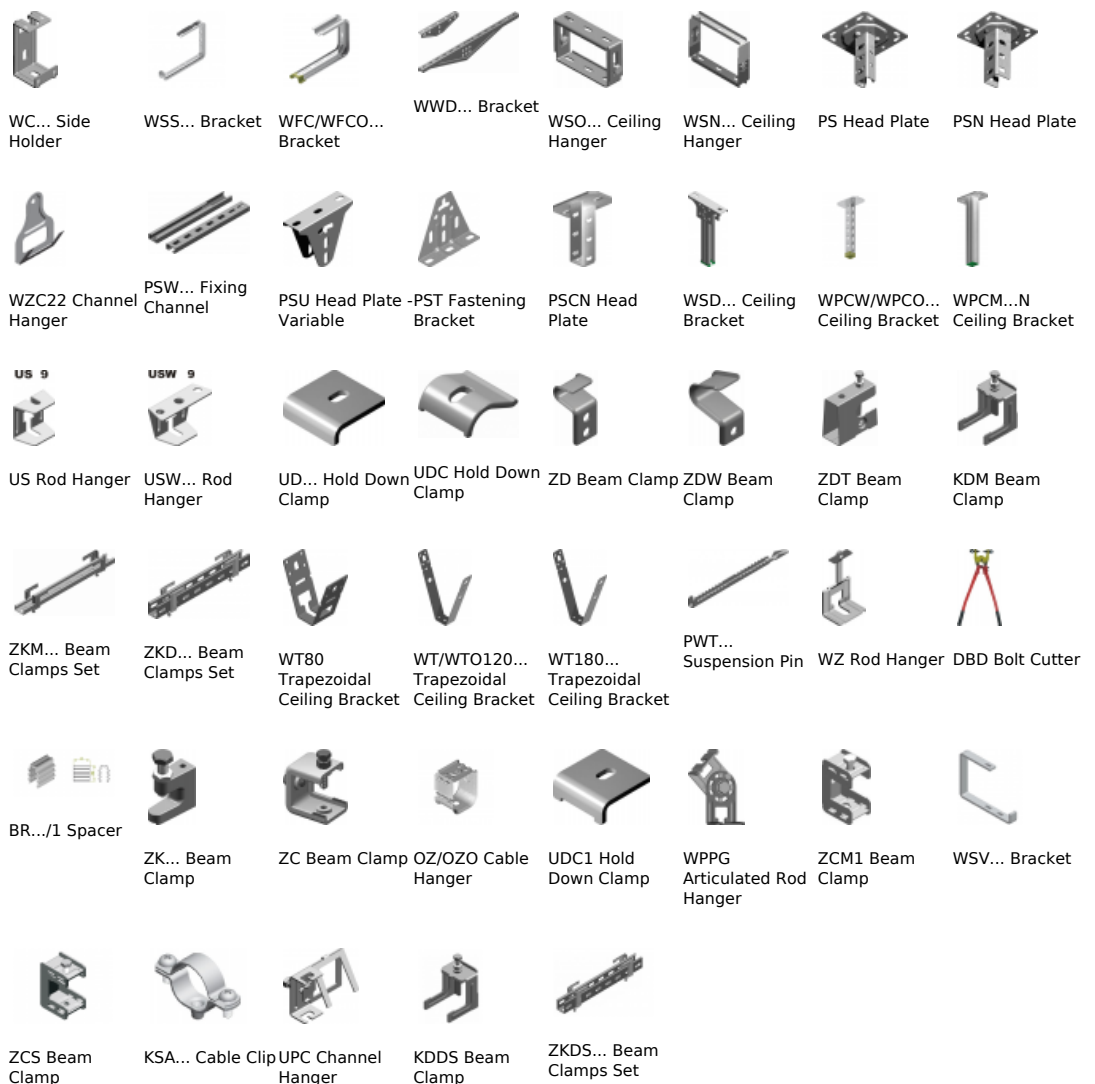 WC... Side
Holder
WSS... Bracket
WFC/WFCO...
Bracket
WWD... Bracket
WSO... Ceiling
Hanger
WSN... Ceiling
Hanger
PS Head Plate
PSN Head Plate
WZC22 Channel
Hanger
PSW... Fixing
Channel
PSU Head Plate -
Variable
PST Fastening
Bracket
PSCN Head
Plate
WSD... Ceiling
Bracket
WPCW/WPCO...
Ceiling Bracket
WPCM...N
Ceiling Bracket
US 9
US Rod Hanger
USW 9
USW... Rod
Hanger
UD... Hold Down
Clamp
UDC Hold Down
Clamp
ZD Beam Clamp
ZDW Beam
Clamp
ZDT Beam
Clamp
KDM Beam
Clamp
ZKM... Beam
Clamps Set
ZKD... Beam
Clamps Set
WT80
Trapezoidal
Ceiling Bracket
WT/WTO120...
Trapezoidal
Ceiling Bracket
WT180...
Trapezoidal
Ceiling Bracket
PWT...
Suspension Pin
WZ Rod Hanger
DBD Bolt Cutter
BR.../1 Spacer
ZK... Beam
Clamp
ZC Beam Clamp
OZ/OZO Cable
Hanger
UDC1 Hold
Down Clamp
WPPG
Articulated Rod
Hanger
ZCM1 Beam
Clamp
WSV... Bracket
ZCS Beam
Clamp
KSA... Cable Clip
UPC Channel
Hanger
KDDS Beam
Clamp
ZKDS... Beam
Clamps Set